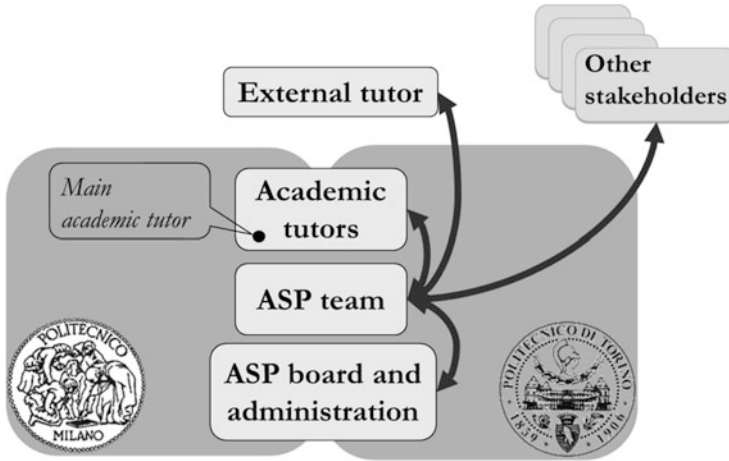 External tutor
Other
stakeholders
Main
academic tutor
Academic
tutors
ASP team
ASP board and
administration
POLITECNICO
MILANO
POLITECNICO DI TORINO
1859
1906